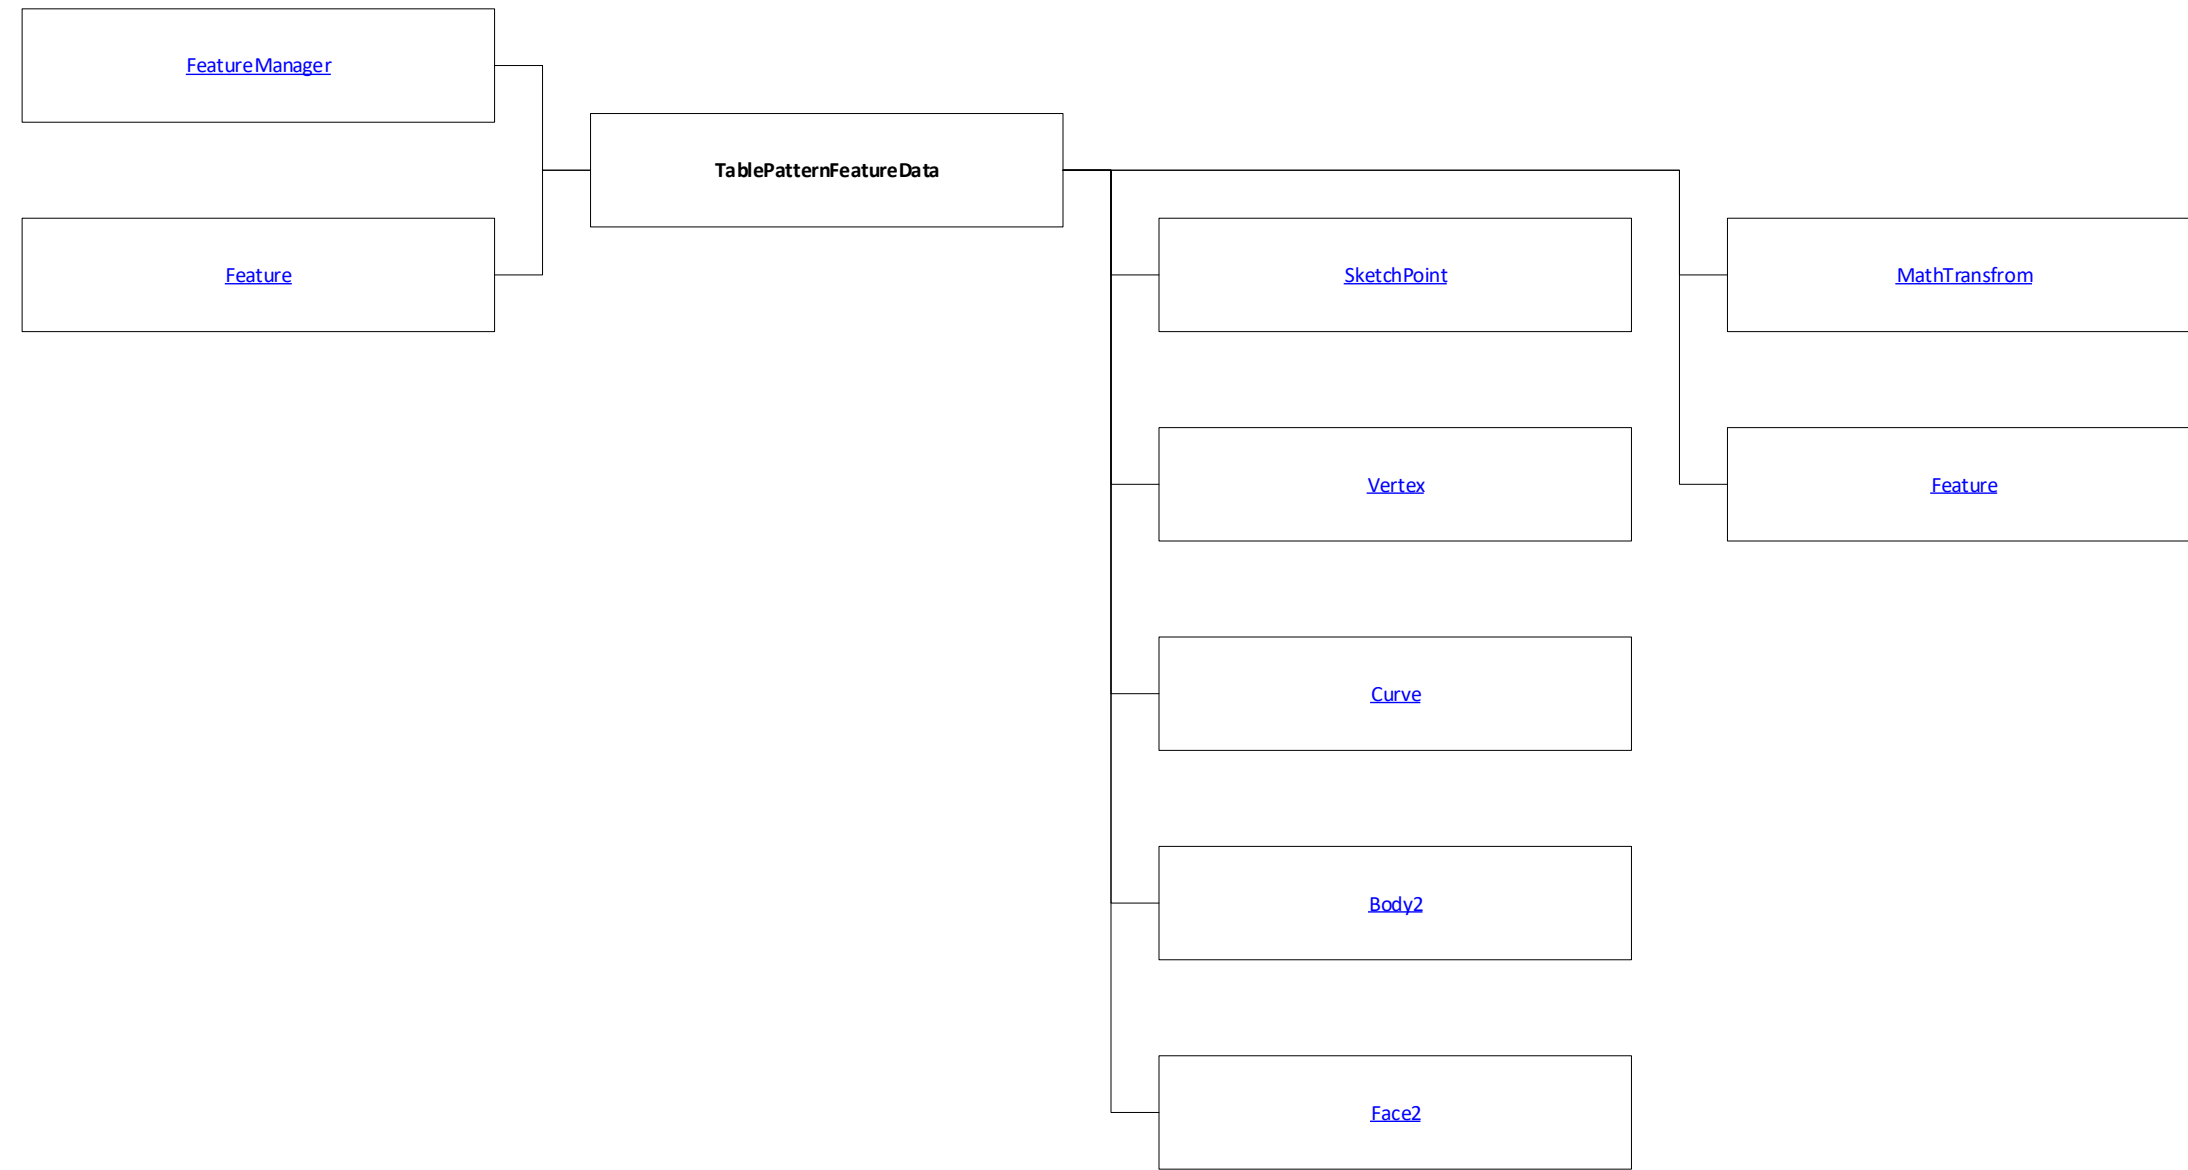 FeatureManager
TablePatternFeatureData
Feature
SketchPoint
MathTransfrom
Vertex
Feature
Curve
Body2
Face2